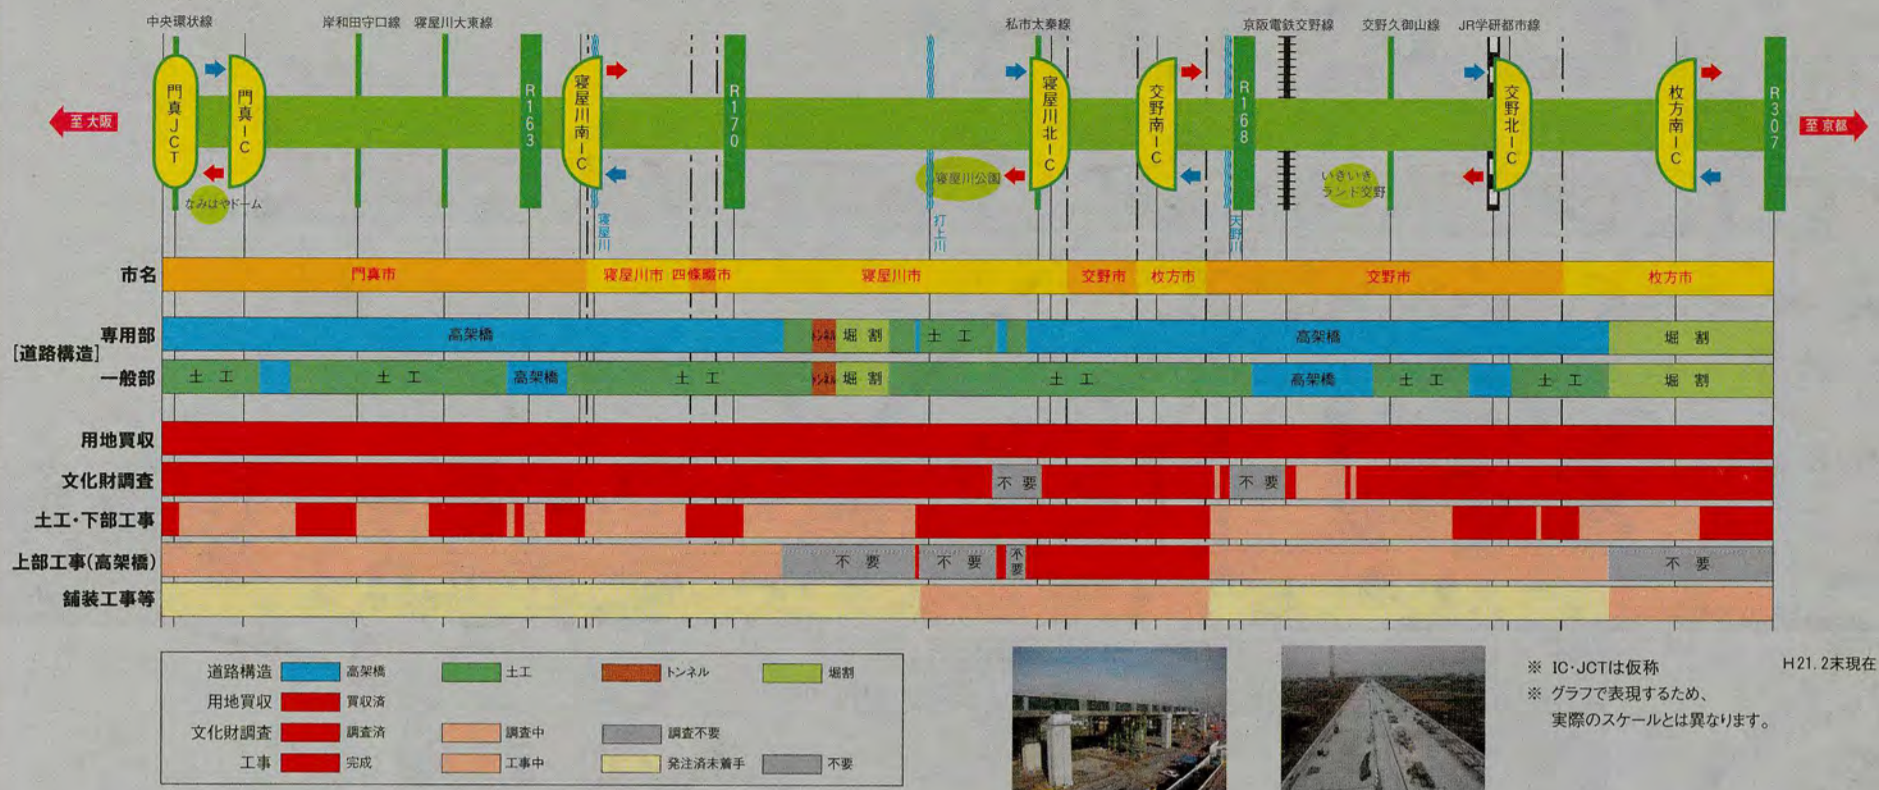 中央環状線
岸和田守口線
寝屋川大東線
私市太秦線
京阪電鉄交野線
交野久御山線
JR学研都市線
至 大阪
門真JCT
門真IC
R163
寝屋川南IC
R170
寝屋川北IC
交野南IC
R168
交野北IC
枚方南IC
R307
至 京都
なみはやドーム
寝屋川公園
いきいき
ランド交野
寝屋川
打上川
天野川
市名
門真市
寝屋川市
四條畷市
寝屋川市
交野市
枚方市
交野市
枚方市
[道路構造]
専用部
高架橋
トンネル
堀 割
土 工
高架橋
堀 割
一般部
土 工
土 工
高架橋
土 工
トンネル
堀 割
土 工
高架橋
土 工
土 工
堀 割
用地買収
文化財調査
不 要
不 要
土工・下部工事
上部工事(高架橋)
不 要
不 要
不要
不 要
舗装工事等
道路構造 高架橋 土工 トンネル 堀割
用地買収 買収済
文化財調査 調査済 調査中 調査不要
工事 完成 工事中 発注済未着手 不要
※ IC・JCTは仮称
※ グラフで表現するため、
実際のスケールとは異なります。
H21.2末現在